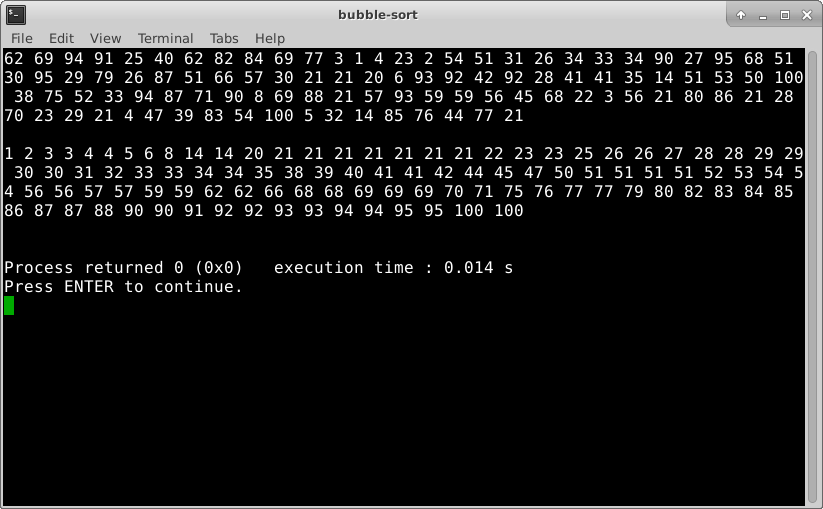 bubble-sort
File Edit View Terminal Tabs Help
62 69 94 91 25 40 62 82 84 69 77 3 1 4 23 2 54 51 31 26 34 33 34 90 27 95 68 51
30 95 29 79 26 87 51 66 57 30 21 21 20 6 93 92 42 92 28 41 41 35 14 51 53 50 100
38 75 52 33 94 87 71 90 8 69 88 21 57 93 59 59 56 45 68 22 3 56 21 80 86 21 28
70 23 29 21 4 47 39 83 54 100 5 32 14 85 76 44 77 21
1 2 3 3 4 4 5 6 8 14 14 20 21 21 21 21 21 21 21 22 23 23 25 26 26 27 28 28 29 29
30 30 31 32 33 33 34 34 35 38 39 40 41 41 42 44 45 47 50 51 51 51 51 52 53 54 5
4 56 56 57 57 59 59 62 62 66 68 68 69 69 69 70 71 75 76 77 77 79 80 82 83 84 85
86 87 87 88 90 90 91 92 92 93 93 94 94 95 95 100 100
Process returned 0 (0x0)   execution time : 0.014 s
Press ENTER to continue.